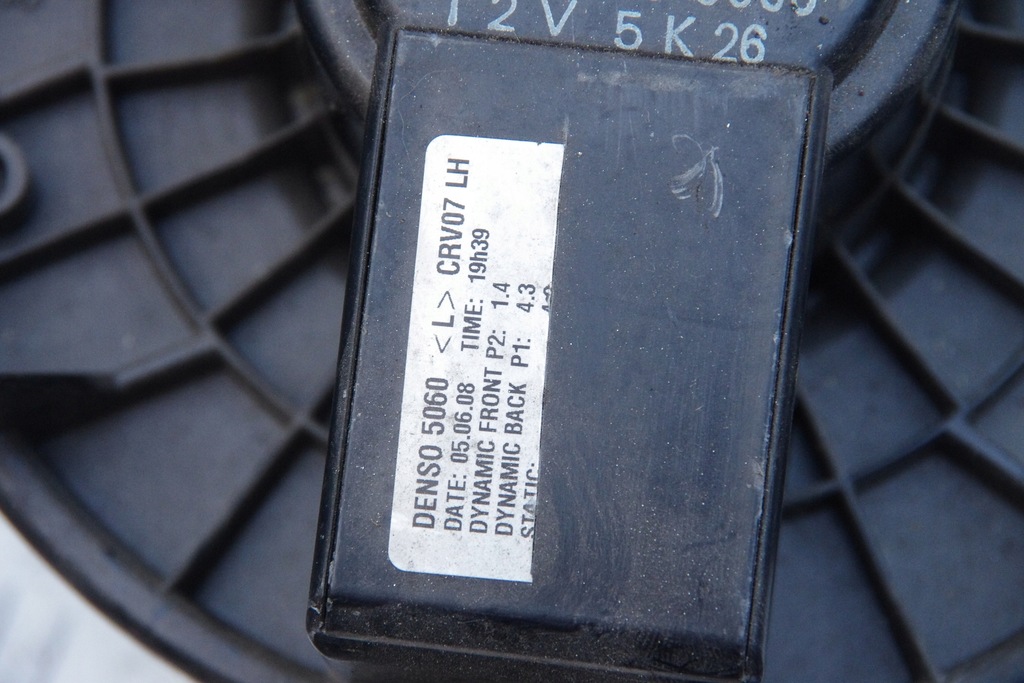 12V 5K26
DENSO 5060 <L> CRV07 LH
DATE: 05.06.08 TIME: 19h39
DYNAMIC FRONT P2: 1.4
DYNAMIC BACK P1: 4.3
STATIC: